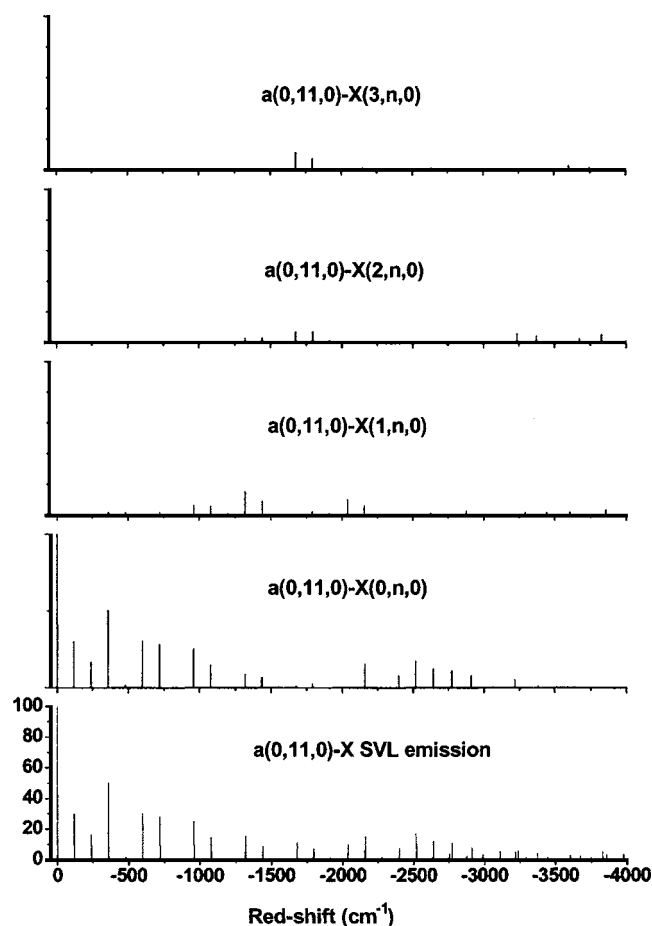 a(0,11,0)-X(3,n,0)
a(0,11,0)-X(2,n,0)
a(0,11,0)-X(1,n,0)
a(0,11,0)-X(0,n,0)
a(0,11,0)-X SVL emission
100
80
60
40
20
0
0 -500 -1000 -1500 -2000 -2500 -3000 -3500 -4000
Red-shift (cm⁻¹)